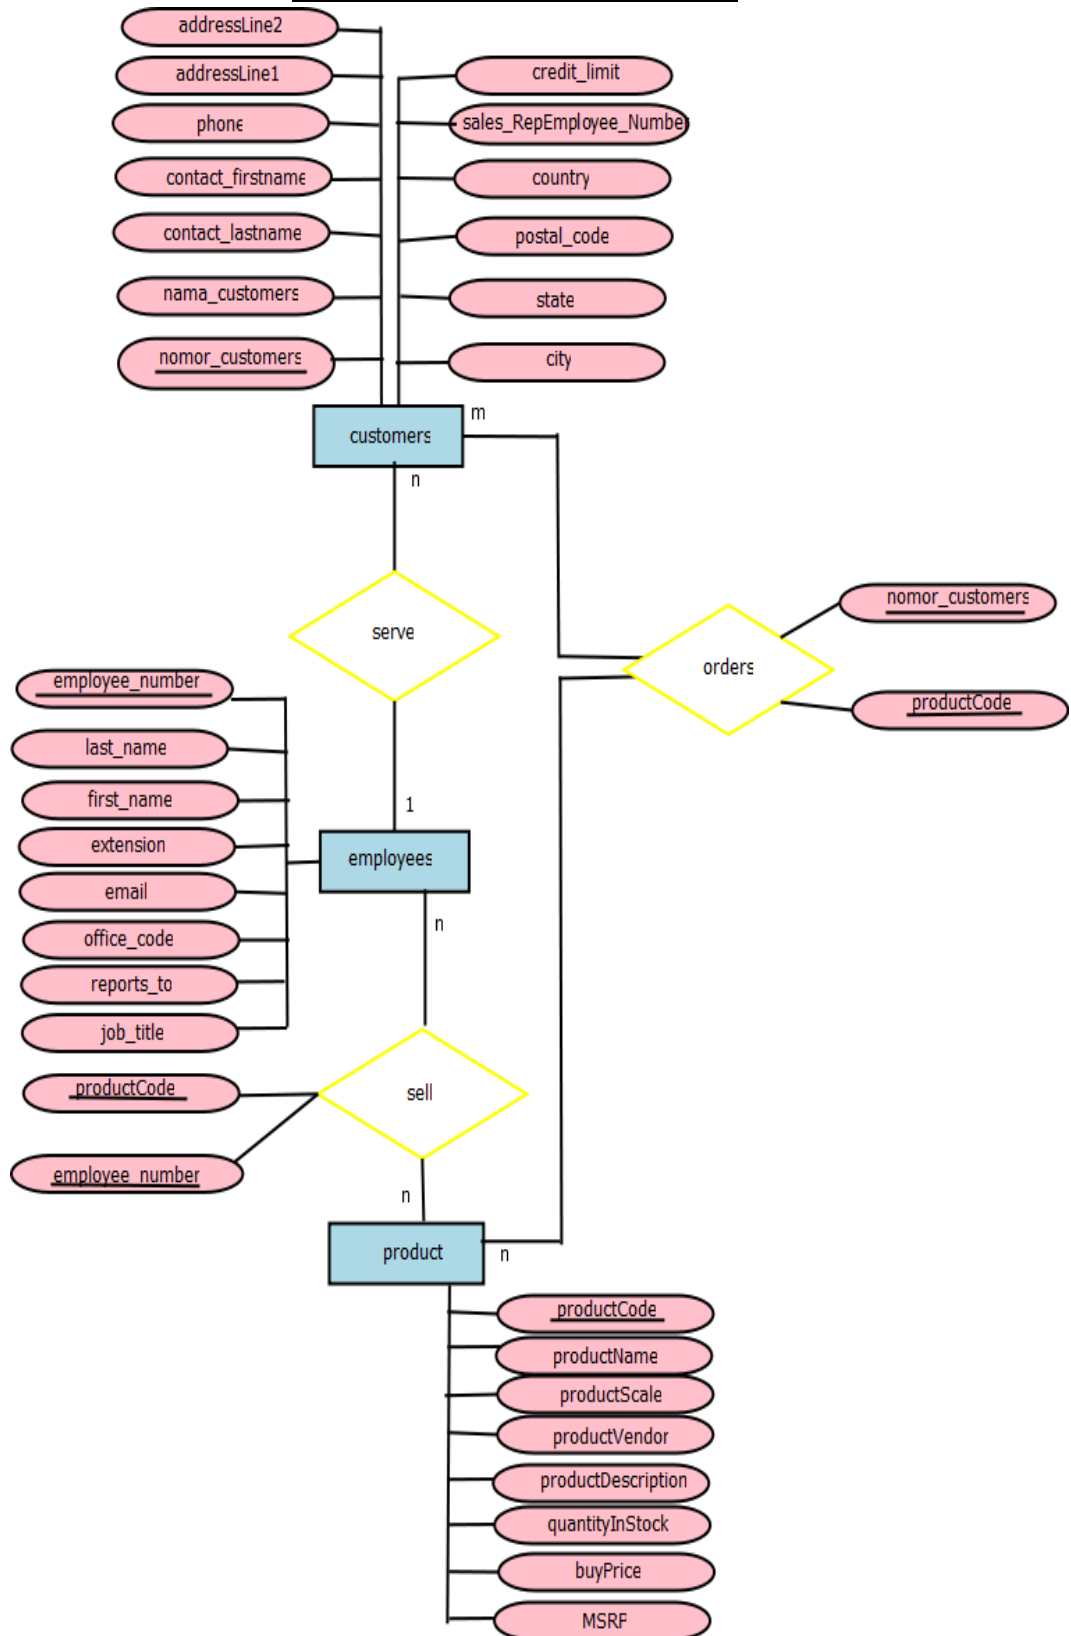 addressLine2
addressLine1
phone
contact_firstname
contact_lastname
nama_customers
nomor_customers
credit_limit
sales_RepEmployee_Number
country
postal_code
state
city
customers
m
n
serve
orders
nomor_customers
productCode
1
employees
employee_number
last_name
first_name
extension
email
office_code
reports_to
job_title
n
sell
productCode
employee_number
n
product
n
productCode
productName
productScale
productVendor
productDescription
quantityInStock
buyPrice
MSRP